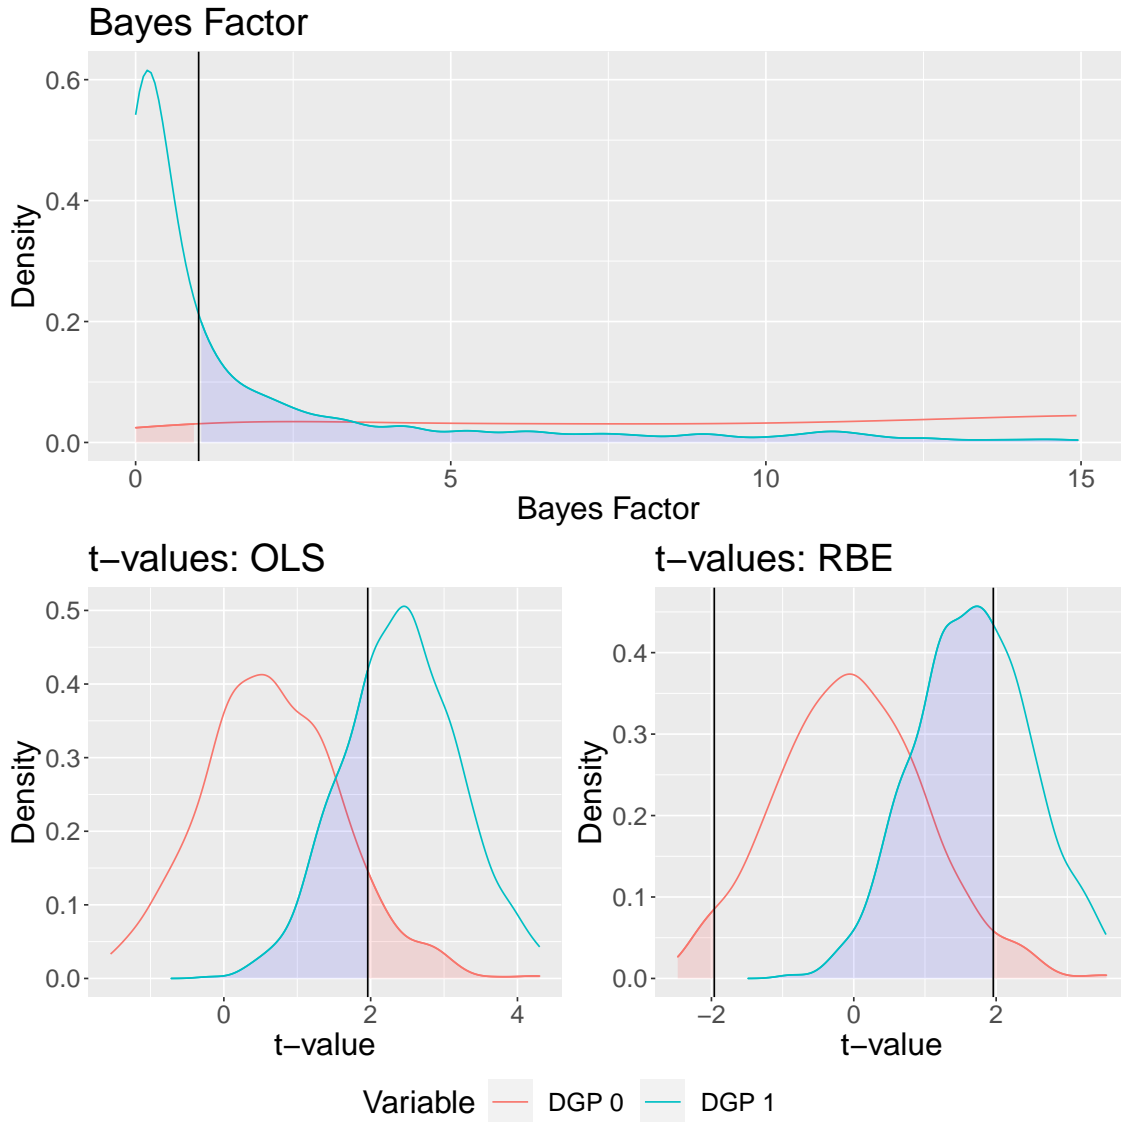 Bayes Factor
Density
0.6
0.4
0.2
0.0
0 5 10 15
Bayes Factor
t−values: OLS
Density
0.5
0.4
0.3
0.2
0.1
0.0
0 2 4
t−value
t−values: RBE
Density
0.4
0.3
0.2
0.1
0.0
−2 0 2
t−value
Variable DGP 0 DGP 1